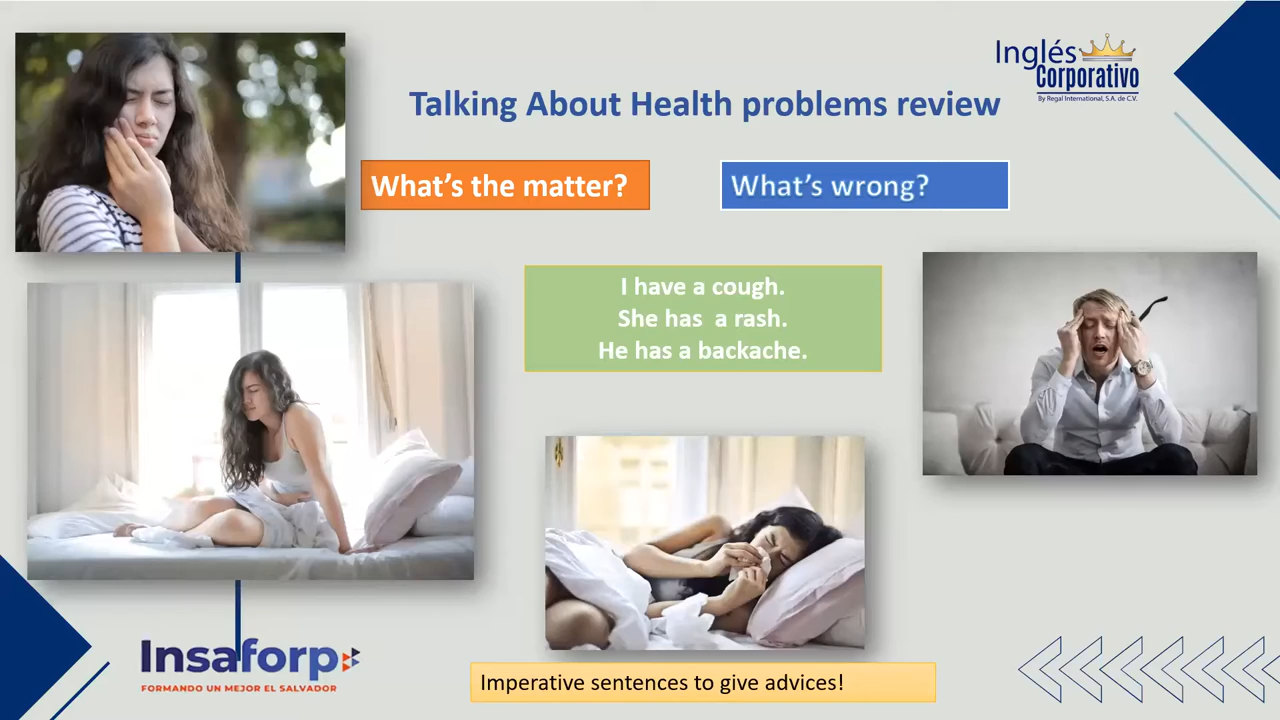 Inglés
Corporativo
By Regal International, S.A. de C.V.
Talking About Health problems review
What's the matter?
What's wrong?
I have a cough.
She has  a rash.
He has a backache.
Insaforp
FORMANDO UN MEJOR EL SALVADOR
Imperative sentences to give advices!